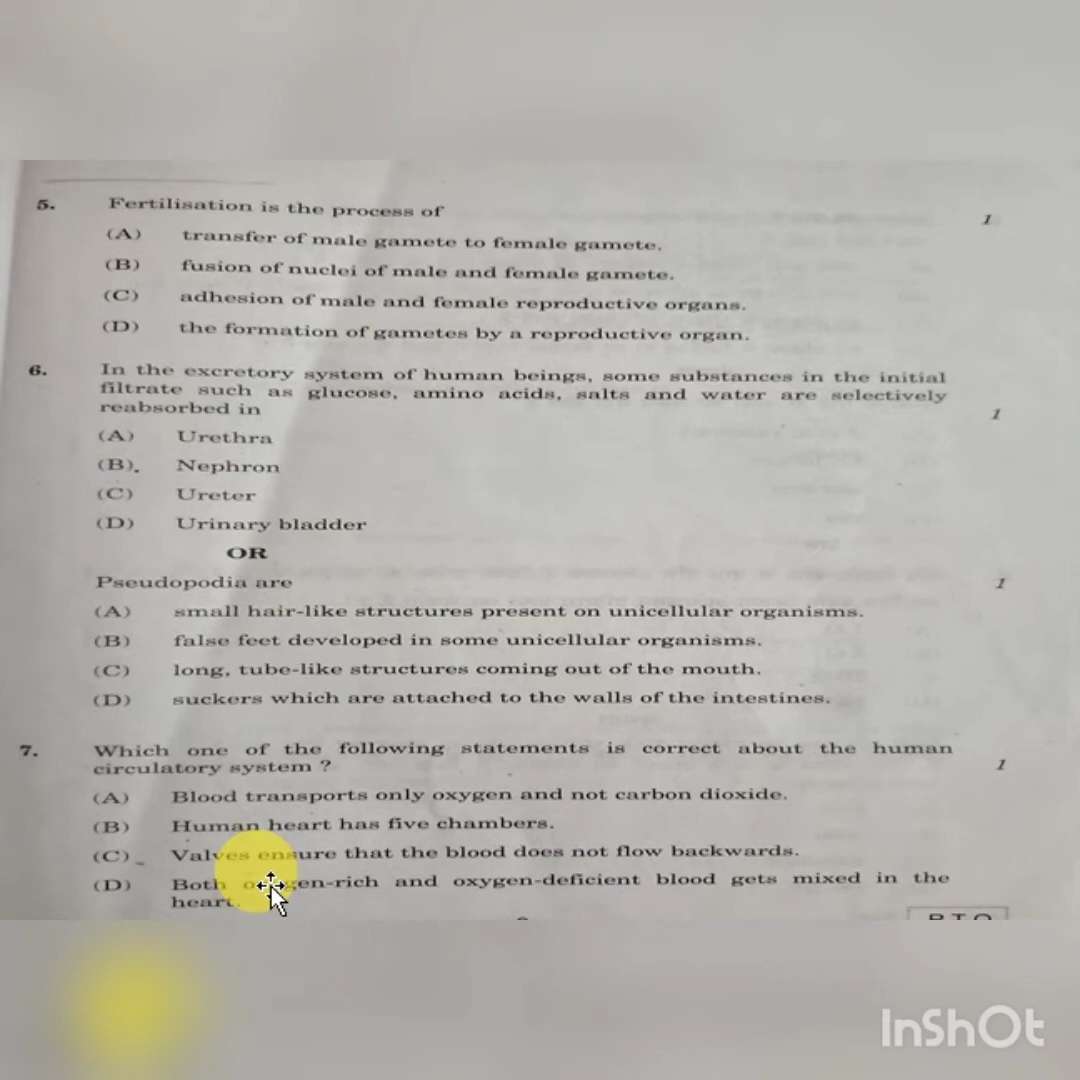 5. Fertilisation is the process of 1
(A) transfer of male gamete to female gamete.
(B) fusion of nuclei of male and female gamete.
(C) adhesion of male and female reproductive organs.
(D) the formation of gametes by a reproductive organ.
6. In the excretory system of human beings, some substances in the initial
filtrate such as glucose, amino acids, salts and water are selectively
reabsorbed in 1
(A) Urethra
(B). Nephron
(C) Ureter
(D) Urinary bladder
OR
Pseudopodia are 1
(A) small hair-like structures present on unicellular organisms.
(B) false feet developed in some unicellular organisms.
(C) long, tube-like structures coming out of the mouth.
(D) suckers which are attached to the walls of the intestines.
7. Which one of the following statements is correct about the human
circulatory system ? 1
(A) Blood transports only oxygen and not carbon dioxide.
(B) Human heart has five chambers.
(C) Valves ensure that the blood does not flow backwards.
(D) Both oxygen-rich and oxygen-deficient blood gets mixed in the
heart.
InShOt